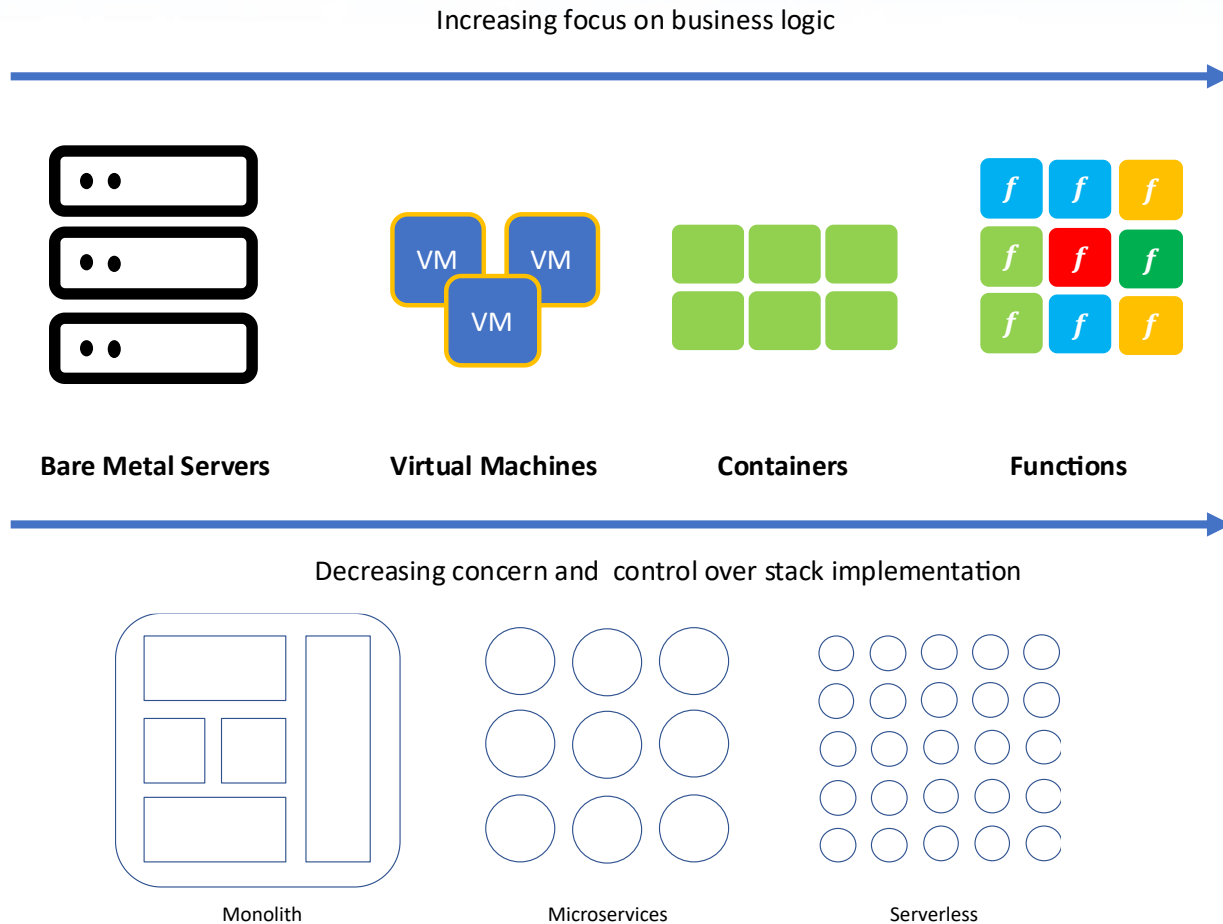 Increasing focus on business logic
f f f
VM VM
f f f
VM
f f f
Bare Metal Servers Virtual Machines Containers Functions
Decreasing concern and  control over stack implementation
Monolith Microservices Serverless